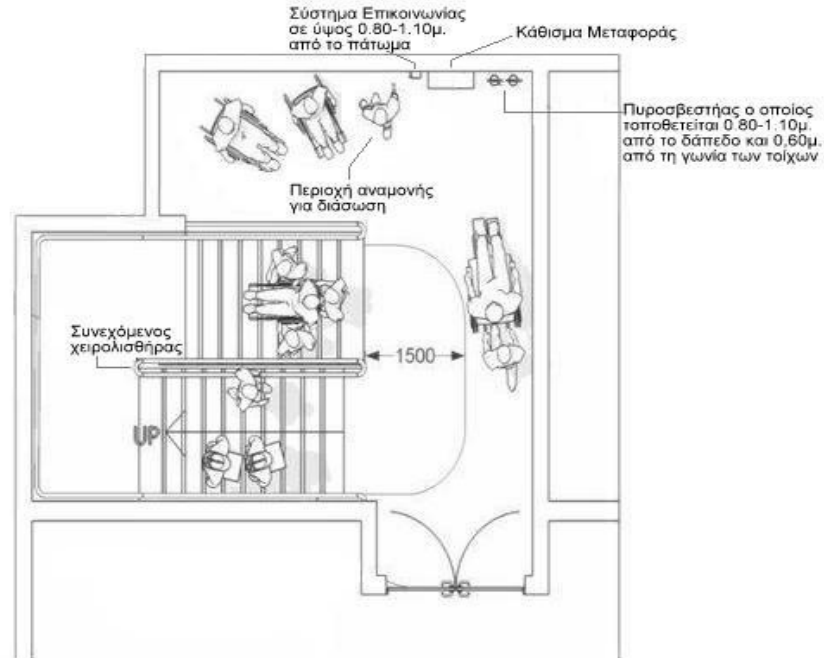 Σύστημα Επικοινωνίας
σε ύψος 0.80-1.10μ.
από το πάτωμα
Κάθισμα Μεταφοράς
Πυροσβεστήας ο οποίος
τοποθετείται 0.80-1.10μ.
από το δάπεδο και 0,60μ.
από τη γωνία των τοίχων
Περιοχή αναμονής
για διάσωση
Συνεχόμενος
χειρολισθήρας
1500
UP